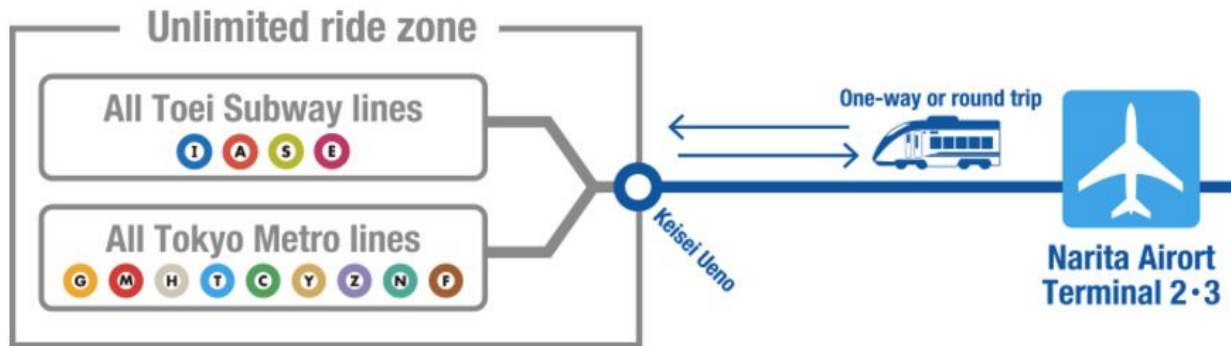 Unlimited ride zone
All Toei Subway lines
I A S E
All Tokyo Metro lines
G M H T C Y Z N F
Keisei Ueno
One-way or round trip
Narita Airort
Terminal 2・3